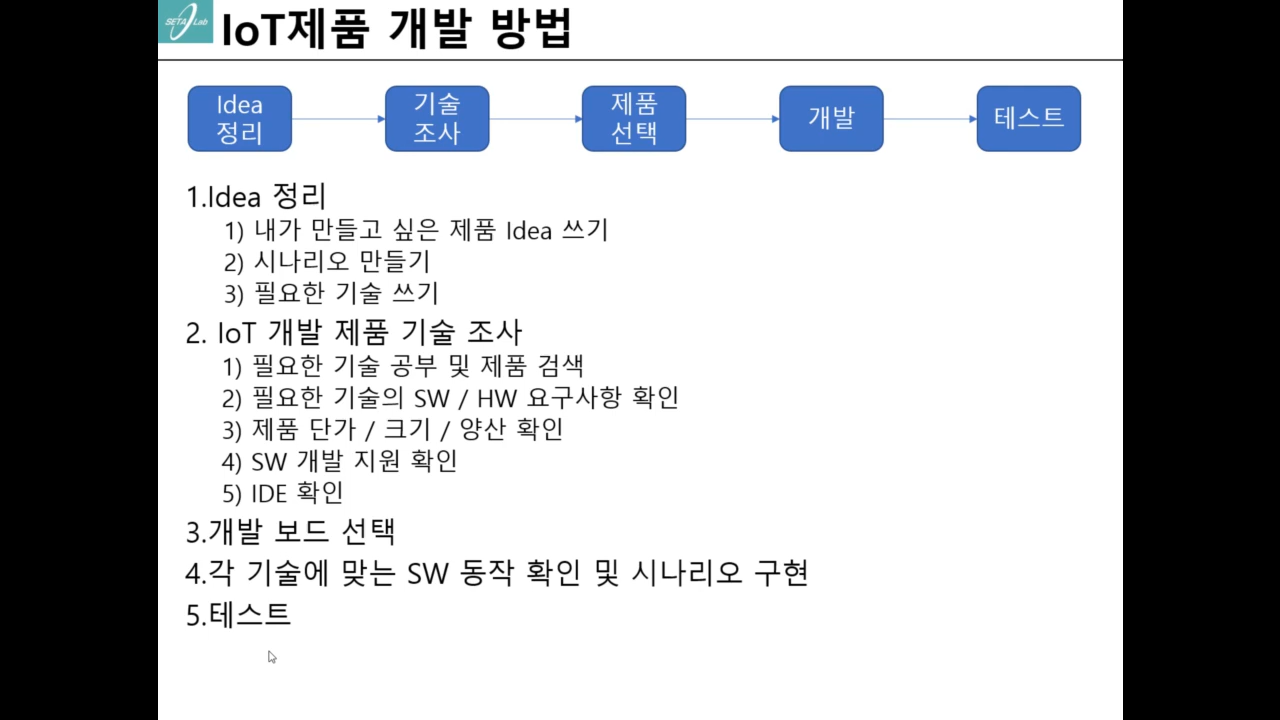 SETA Lab
IoT제품 개발 방법
Idea
정리
기술
조사
제품
선택
개발
테스트
1.Idea 정리
1) 내가 만들고 싶은 제품 Idea 쓰기
2) 시나리오 만들기
3) 필요한 기술 쓰기
2. IoT 개발 제품 기술 조사
1) 필요한 기술 공부 및 제품 검색
2) 필요한 기술의 SW / HW 요구사항 확인
3) 제품 단가 / 크기 / 양산 확인
4) SW 개발 지원 확인
5) IDE 확인
3.개발 보드 선택
4.각 기술에 맞는 SW 동작 확인 및 시나리오 구현
5.테스트